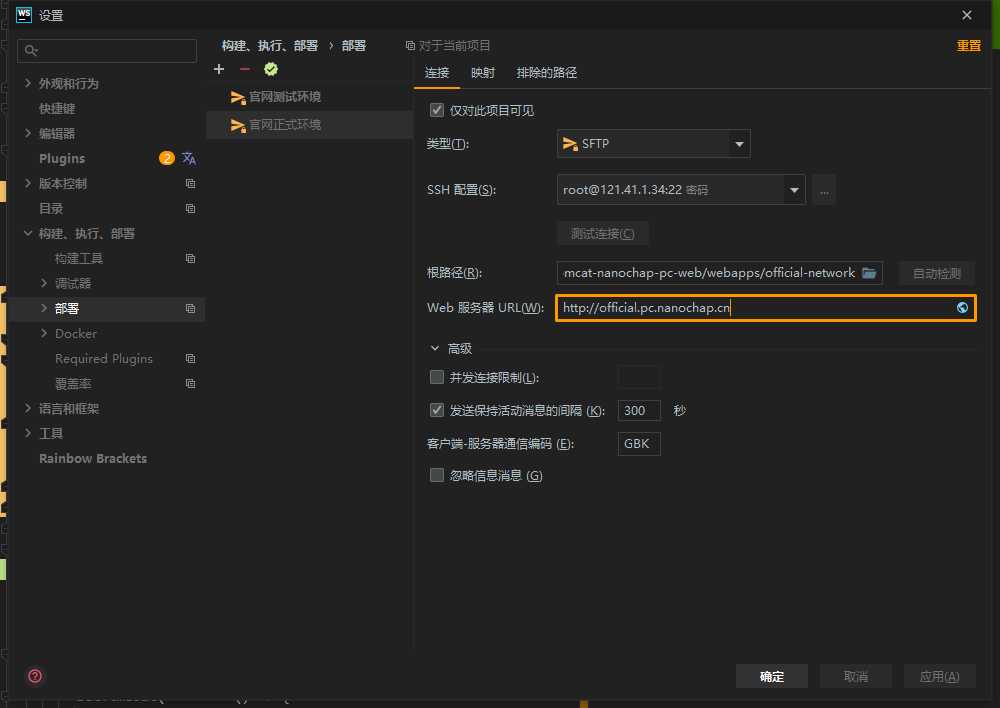 WS 设置
构建、执行、部署 › 部署
对于当前项目
重置
外观和行为
快捷键
编辑器
Plugins 2
版本控制
目录
构建、执行、部署
构建工具
调试器
部署
Docker
Required Plugins
覆盖率
语言和框架
工具
Rainbow Brackets
官网测试环境
官网正式环境
连接 映射 排除的路径
仅对此项目可见
类型(T): SFTP
SSH 配置(S): root@121.41.1.34:22 密码 ...
测试连接(C)
根路径(R): mcat-nanochap-pc-web/webapps/official-network 自动检测
Web 服务器 URL(W): http://official.pc.nanochap.cn
高级
并发连接限制(L):
发送保持活动消息的间隔 (K): 300 秒
客户端-服务器通信编码 (E): GBK
忽略信息消息 (G)
?
确定 取消 应用(A)